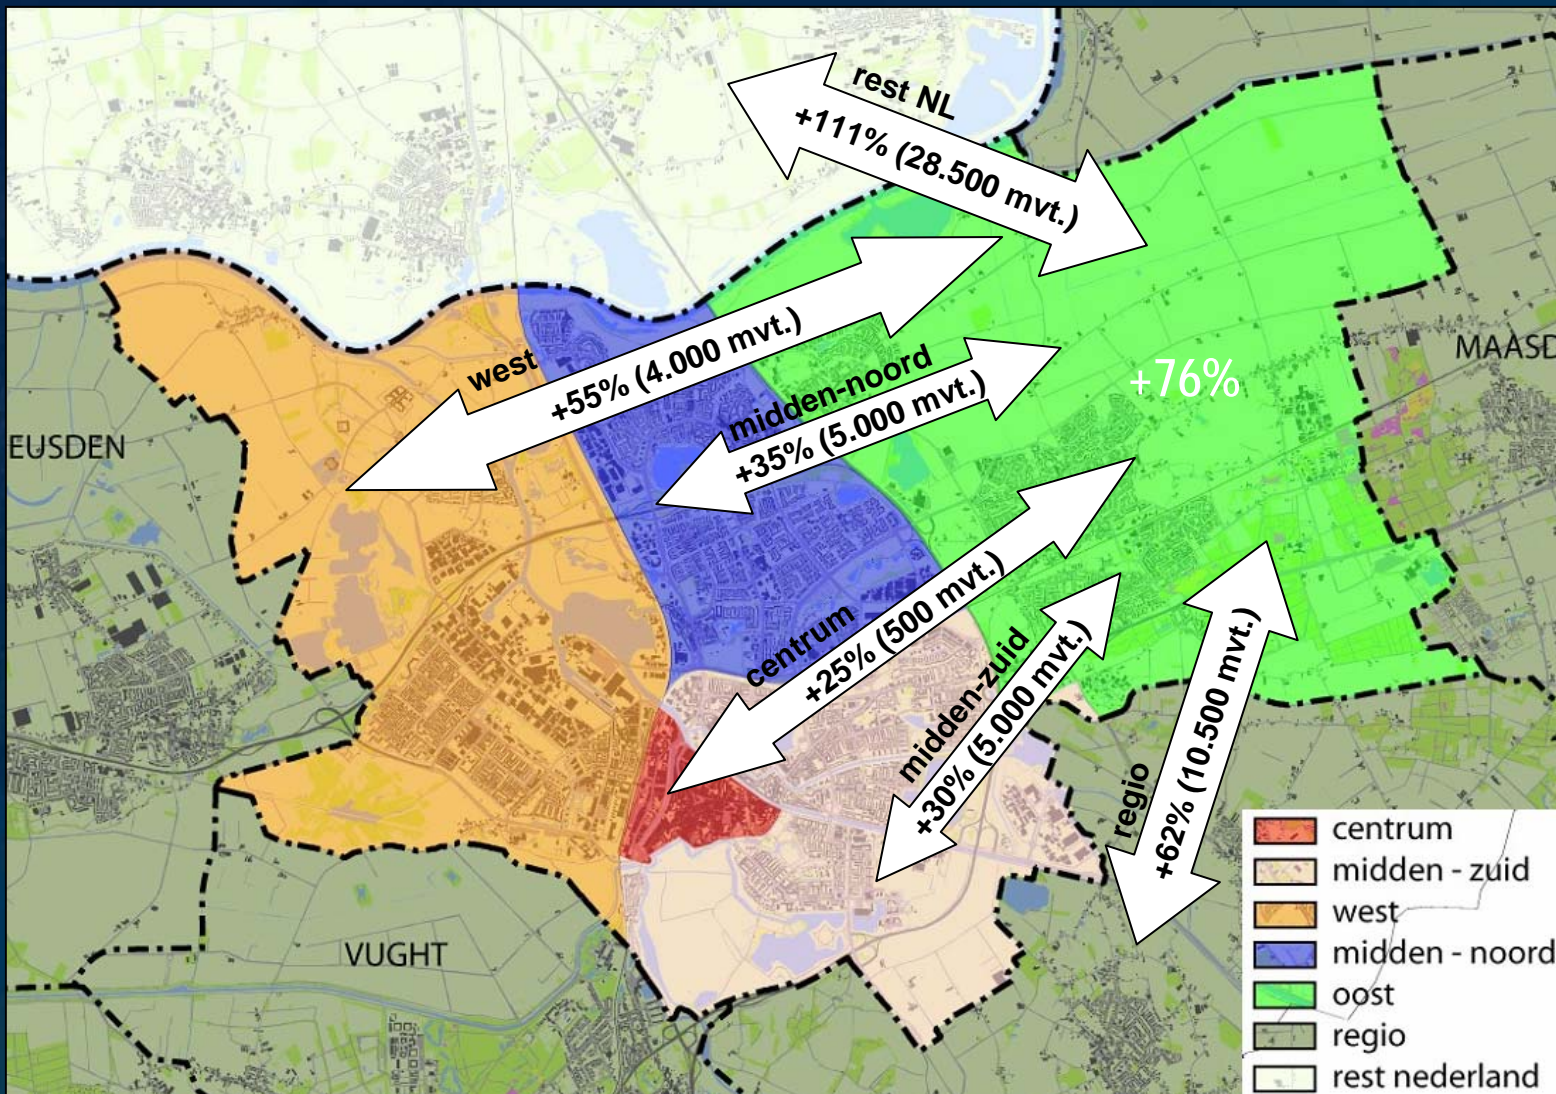 rest NL
+111% (28.500 mvt.)
west
+55% (4.000 mvt.)
midden-noord
+35% (5.000 mvt.)
+76%
MAASD
EUSDEN
centrum
+25% (500 mvt.)
midden-zuid
+30% (5.000 mvt.)
regio
+62% (10.500 mvt.)
VUGHT
centrum
midden - zuid
west
midden - noord
oost
regio
rest nederland